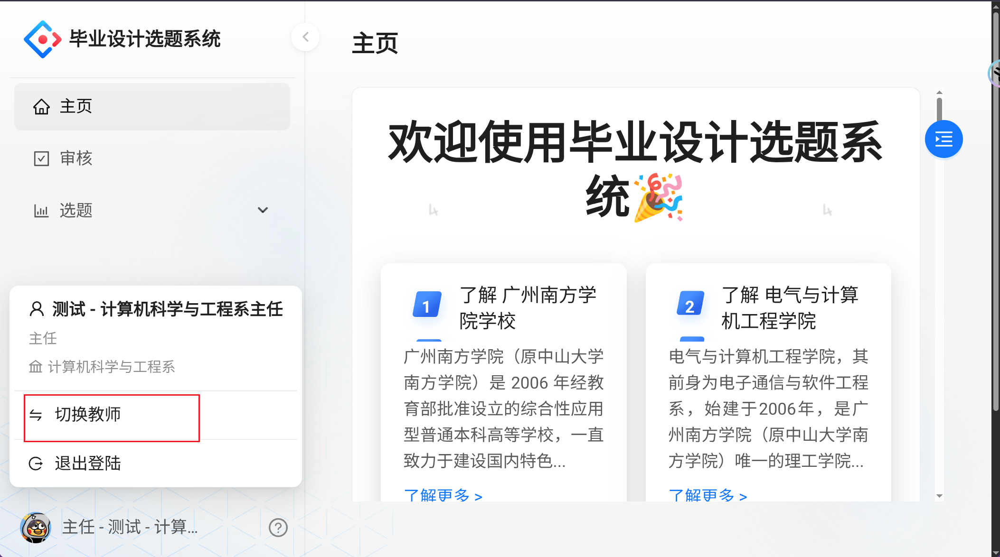 毕业设计选题系统
主页
审核
选题
测试 - 计算机科学与工程系主任
主任
计算机科学与工程系
切换教师
退出登陆
主任 - 测试 - 计算...
主页
欢迎使用毕业设计选题系
统🎉
1
了解 广州南方学
院学校
广州南方学院（原中山大学
南方学院）是 2006 年经教
育部批准设立的综合性应用
型普通本科高等学校，一直
致力于建设国内特色...
了解更多 >
2
了解 电气与计算
机工程学院
电气与计算机工程学院，其
前身为电子通信与软件工程
系，始建于2006年，是广
州南方学院（原中山大学南
方学院）唯一的理工学院...
了解更多 >